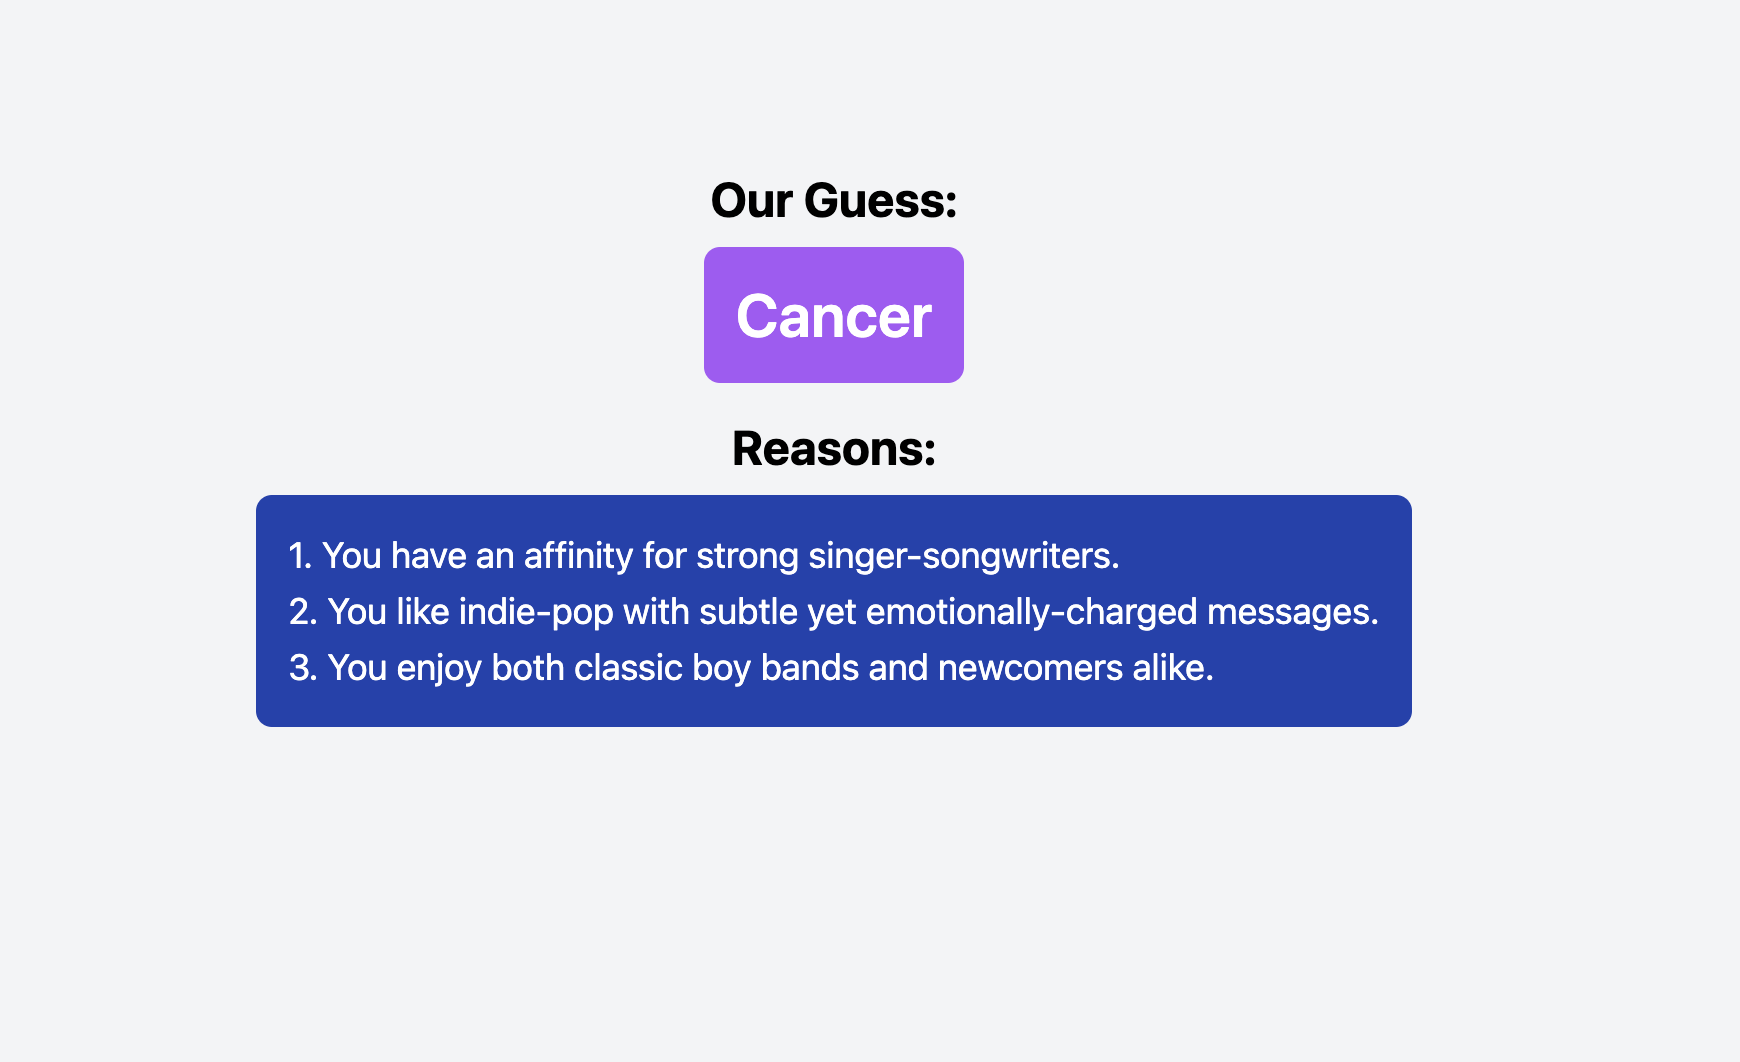 Our Guess:
Cancer
Reasons:
1. You have an affinity for strong singer-songwriters.
2. You like indie-pop with subtle yet emotionally-charged messages.
3. You enjoy both classic boy bands and newcomers alike.